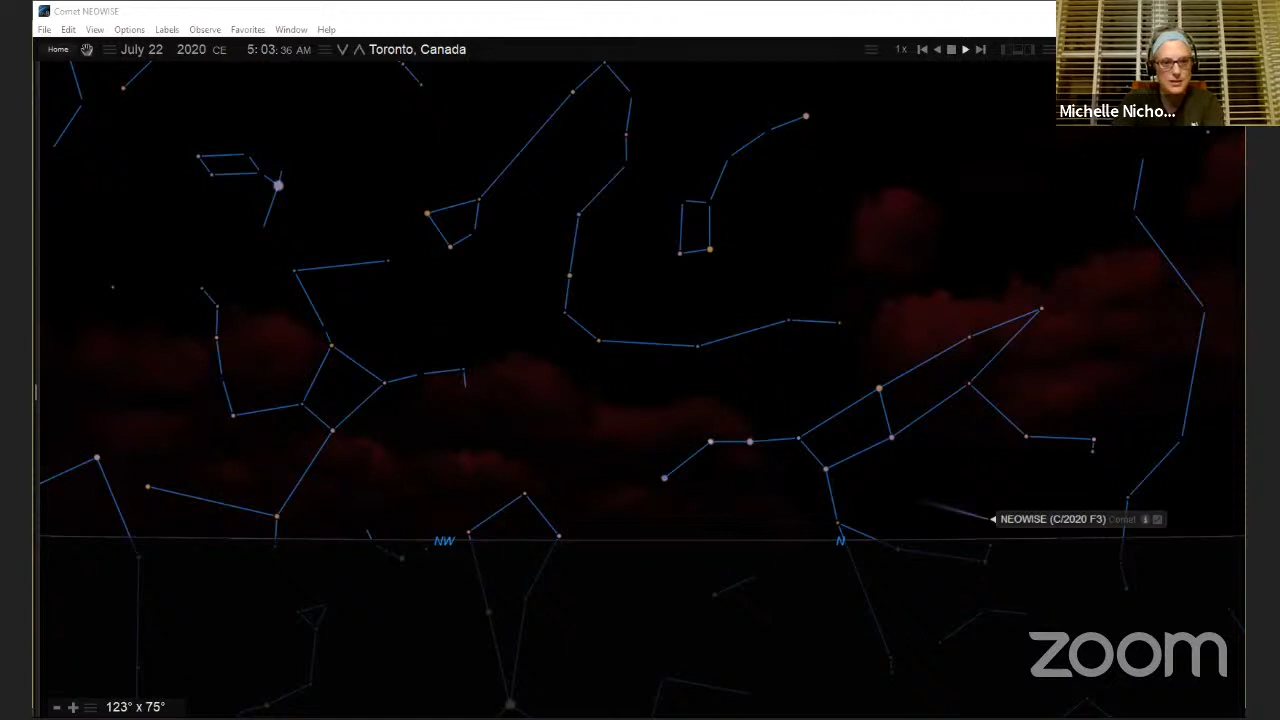 Comet NEOWISE
File Edit View Options Labels Observe Favorites Window Help
Home July 22 2020 CE 5:03:36 AM Toronto, Canada 1x
Michelle Nicho...
NEOWISE (C/2020 F3) Comet
NW
N
zoom
123° x 75°